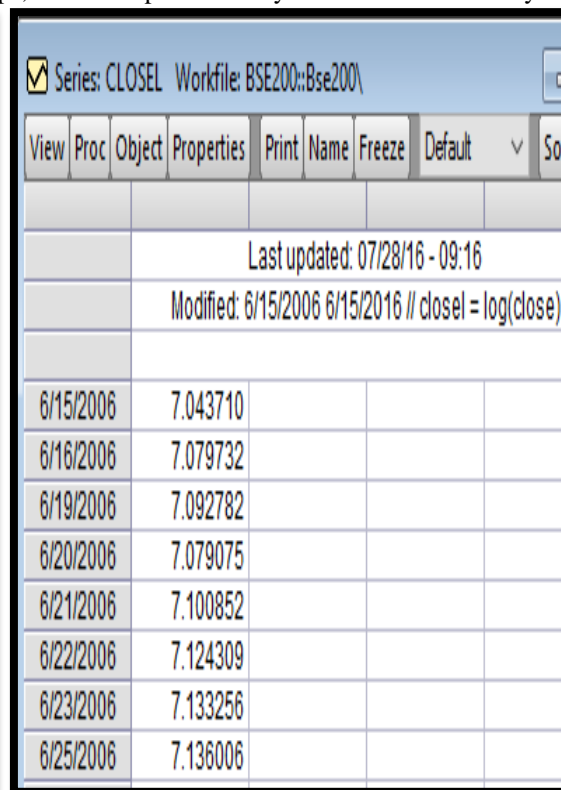 Series: CLOSEL Workfile: BSE200::Bse200\
View Proc Object Properties Print Name Freeze Default So
Last updated: 07/28/16 - 09:16
Modified: 6/15/2006 6/15/2016 // closel = log(close)
6/15/2006 7.043710
6/16/2006 7.079732
6/19/2006 7.092782
6/20/2006 7.079075
6/21/2006 7.100852
6/22/2006 7.124309
6/23/2006 7.133256
6/25/2006 7.136006